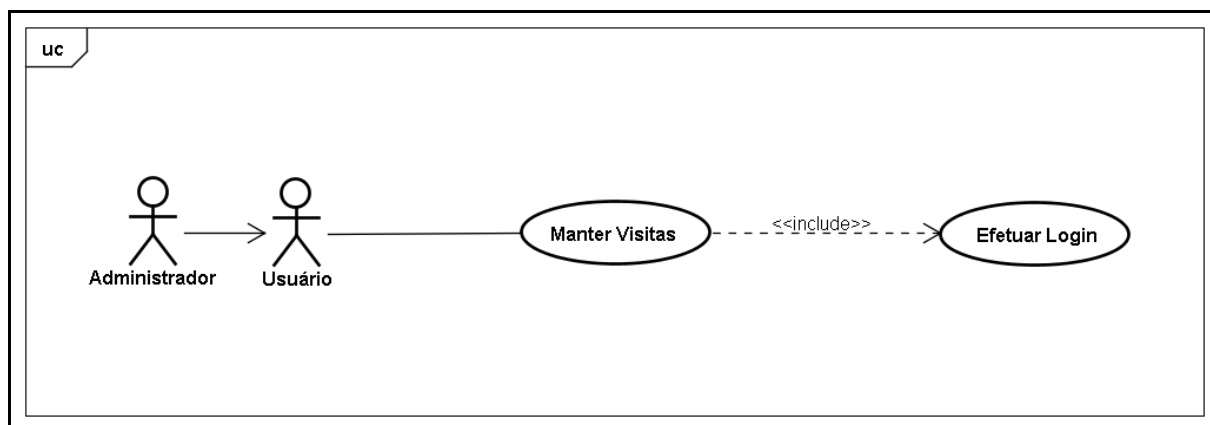 uc
Administrador
Usuário
Manter Visitas
<<include>>
Efetuar Login